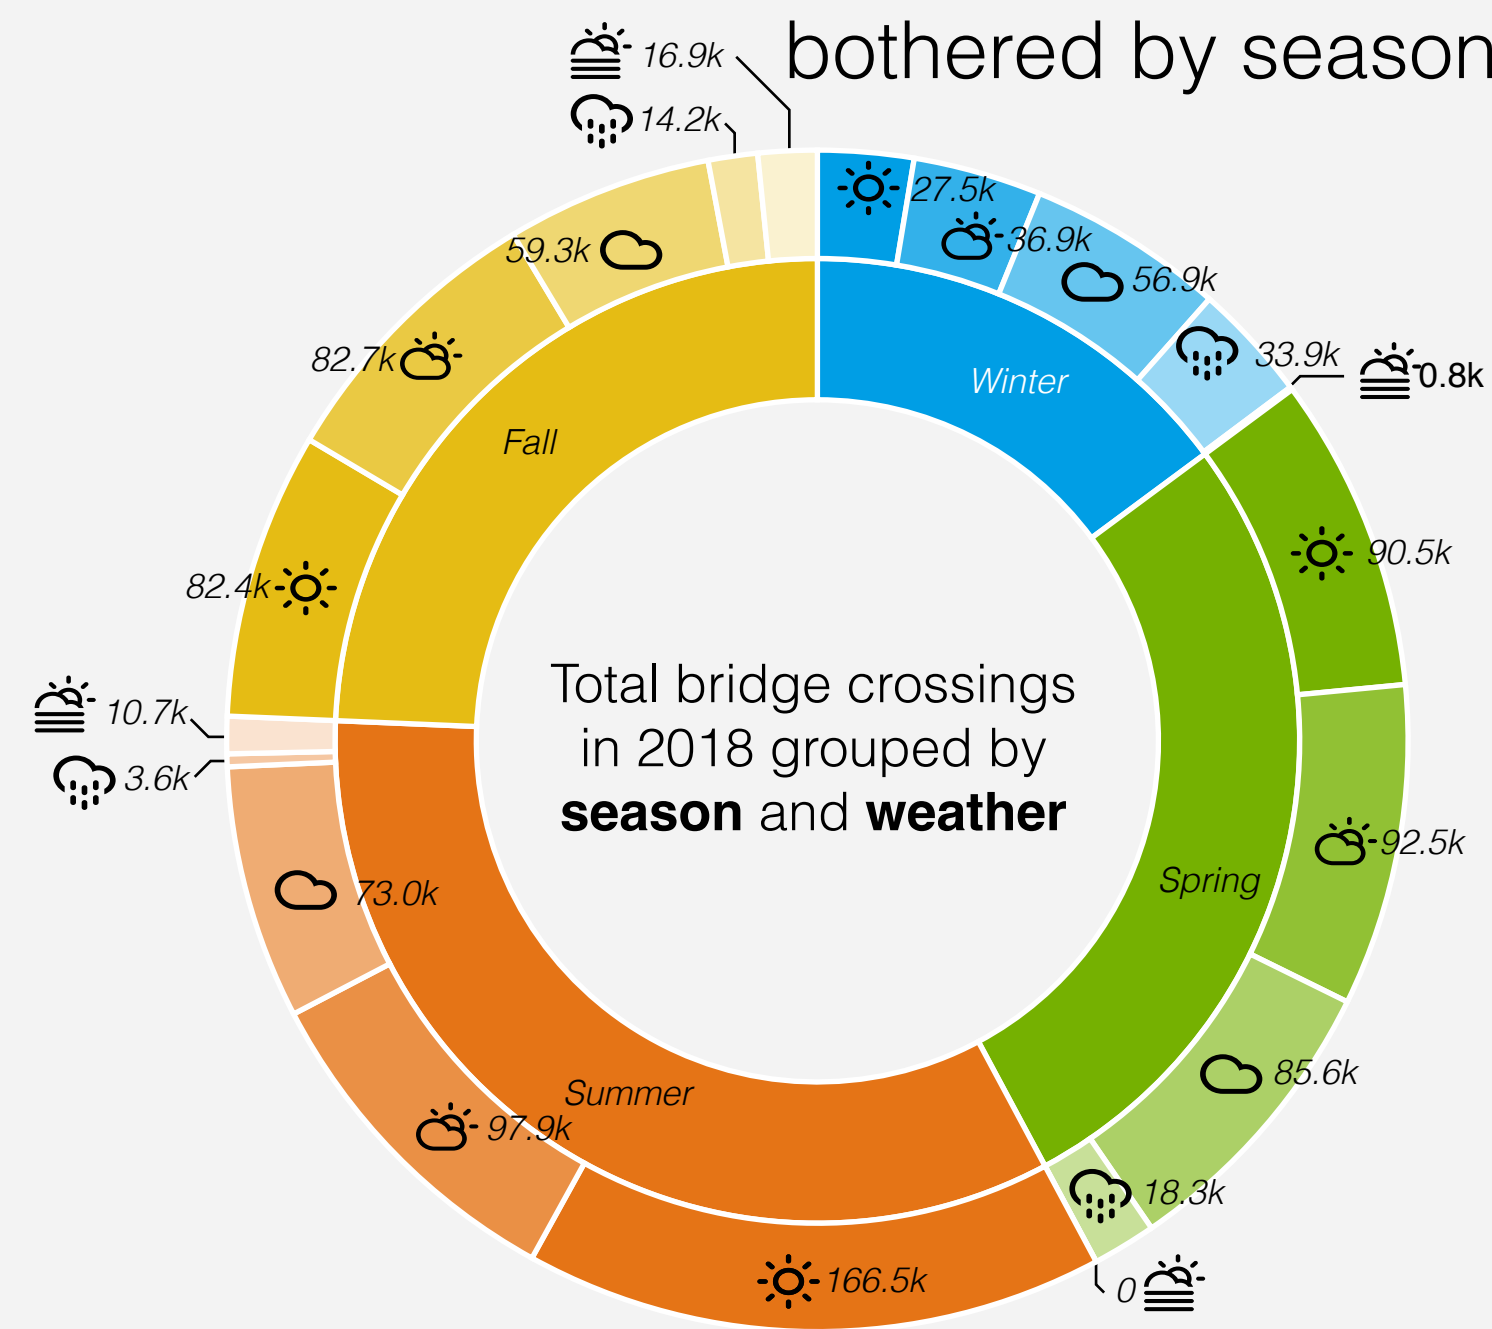 bothered by season
16.9k
14.2k
27.5k
36.9k
56.9k
33.9k
0.8k
59.3k
82.7k
Winter
Fall
90.5k
82.4k
Total bridge crossings
in 2018 grouped by
season and weather
10.7k
3.6k
92.5k
Spring
73.0k
85.6k
Summer
97.9k
18.3k
166.5k
0